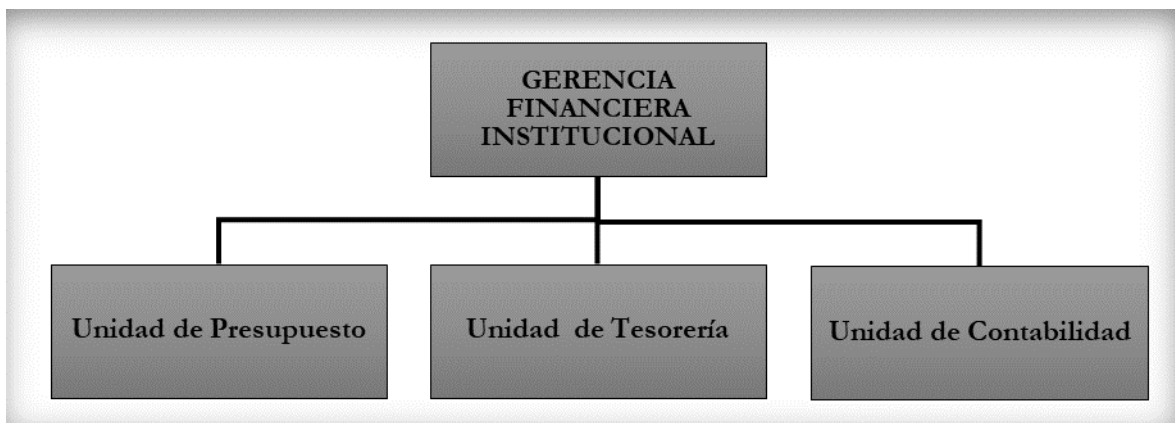 GERENCIA
FINANCIERA
INSTITUCIONAL
Unidad de Presupuesto
Unidad de Tesorería
Unidad de Contabilidad